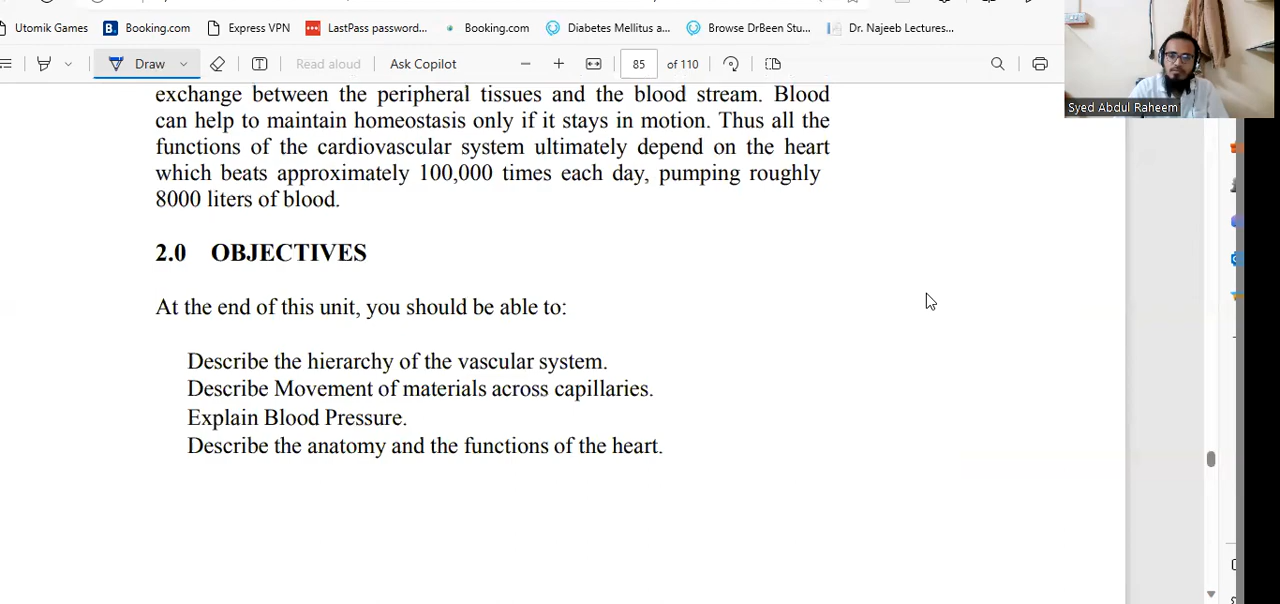 Utomik Games
B. Booking.com
Express VPN
LastPass password...
Booking.com
Diabetes Mellitus a...
Browse DrBeen Stu...
Dr. Najeeb Lectures...
Draw
Read aloud
Ask Copilot
85 of 110
Syed Abdul Raheem
exchange between the peripheral tissues and the blood stream. Blood
can help to maintain homeostasis only if it stays in motion. Thus all the
functions of the cardiovascular system ultimately depend on the heart
which beats approximately 100,000 times each day, pumping roughly
8000 liters of blood.
2.0 OBJECTIVES
At the end of this unit, you should be able to:
Describe the hierarchy of the vascular system.
Describe Movement of materials across capillaries.
Explain Blood Pressure.
Describe the anatomy and the functions of the heart.